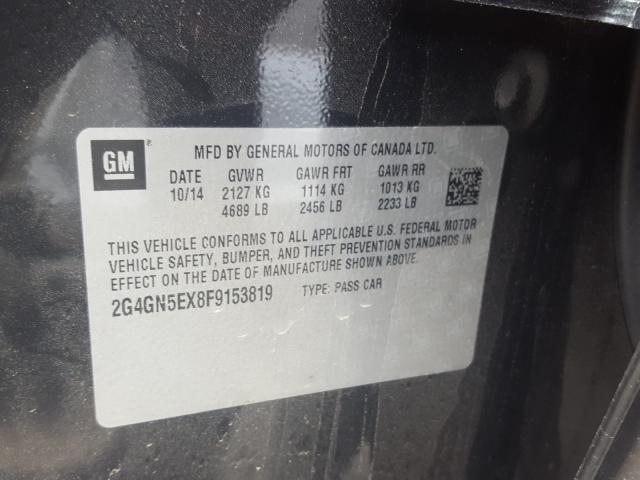 GM®
MFD BY GENERAL MOTORS OF CANADA LTD.
DATE GVWR GAWR FRT GAWR RR
10/14 2127 KG 1114 KG 1013 KG
4689 LB 2456 LB 2233 LB
THIS VEHICLE CONFORMS TO ALL APPLICABLE U.S. FEDERAL MOTOR
VEHICLE SAFETY, BUMPER, AND THEFT PREVENTION STANDARDS IN
EFFECT ON THE DATE OF MANUFACTURE SHOWN ABOVE.
2G4GN5EX8F9153819 TYPE: PASS CAR